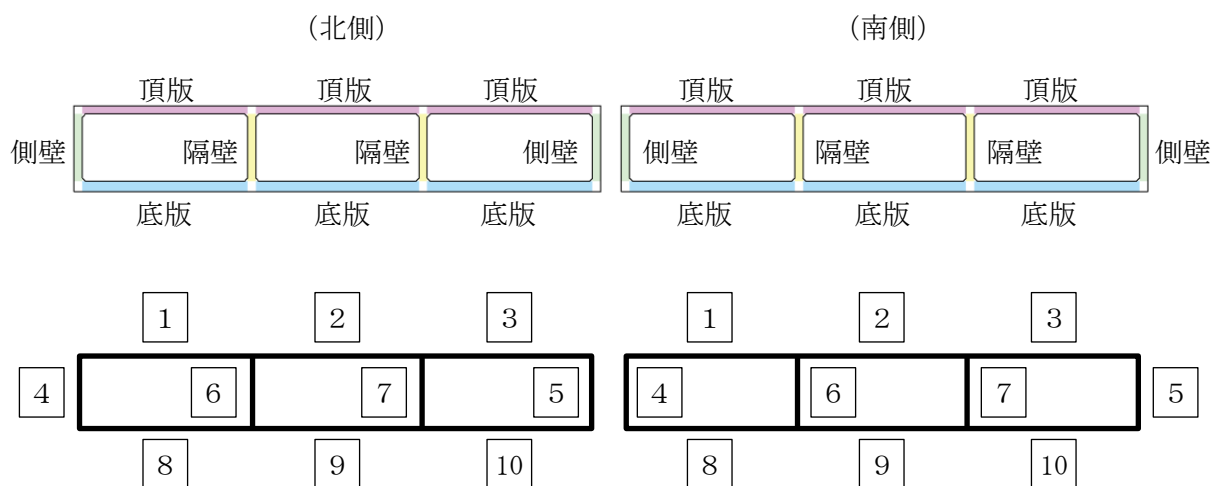 (北側) (南側)
頂版 頂版 頂版 頂版 頂版 頂版
側壁 隔壁 隔壁 側壁 側壁 隔壁 隔壁 側壁
底版 底版 底版 底版 底版 底版
1 2 3 1 2 3
4 6 7 5 4 6 7 5
8 9 10 8 9 10